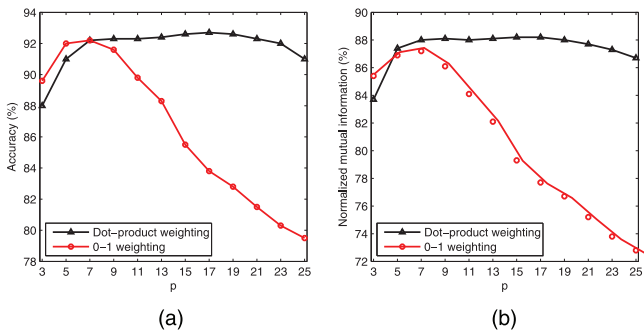 94
92
90
88
86
84
82
80
78
Accuracy (%)
Dot−product weighting
0−1 weighting
3 5 7 9 11 13 15 17 19 21 23 25
p
(a)
90
88
86
84
82
80
78
76
74
72
Normalized mutual information (%)
Dot−product weighting
0−1 weighting
3 5 7 9 11 13 15 17 19 21 23 25
p
(b)